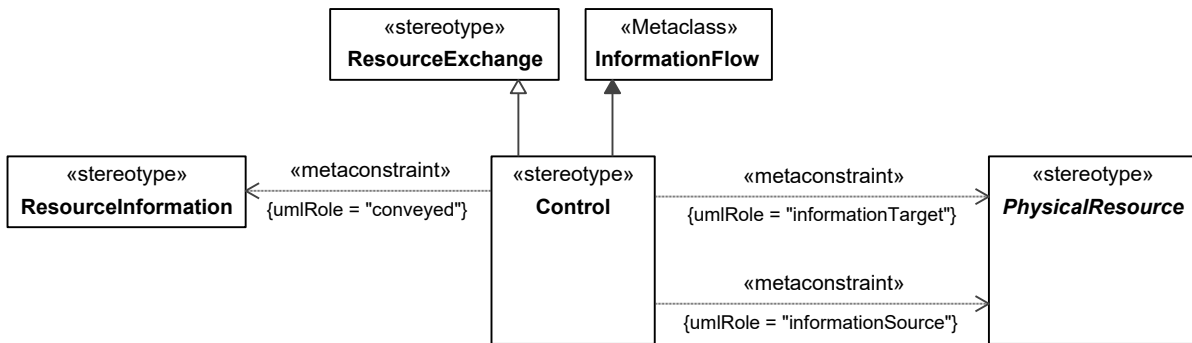 «stereotype»
ResourceExchange
«Metaclass»
InformationFlow
«stereotype»
ResourceInformation
«metaconstraint»
{umlRole = "conveyed"}
«stereotype»
Control
«metaconstraint»
{umlRole = "informationTarget"}
«metaconstraint»
{umlRole = "informationSource"}
«stereotype»
PhysicalResource